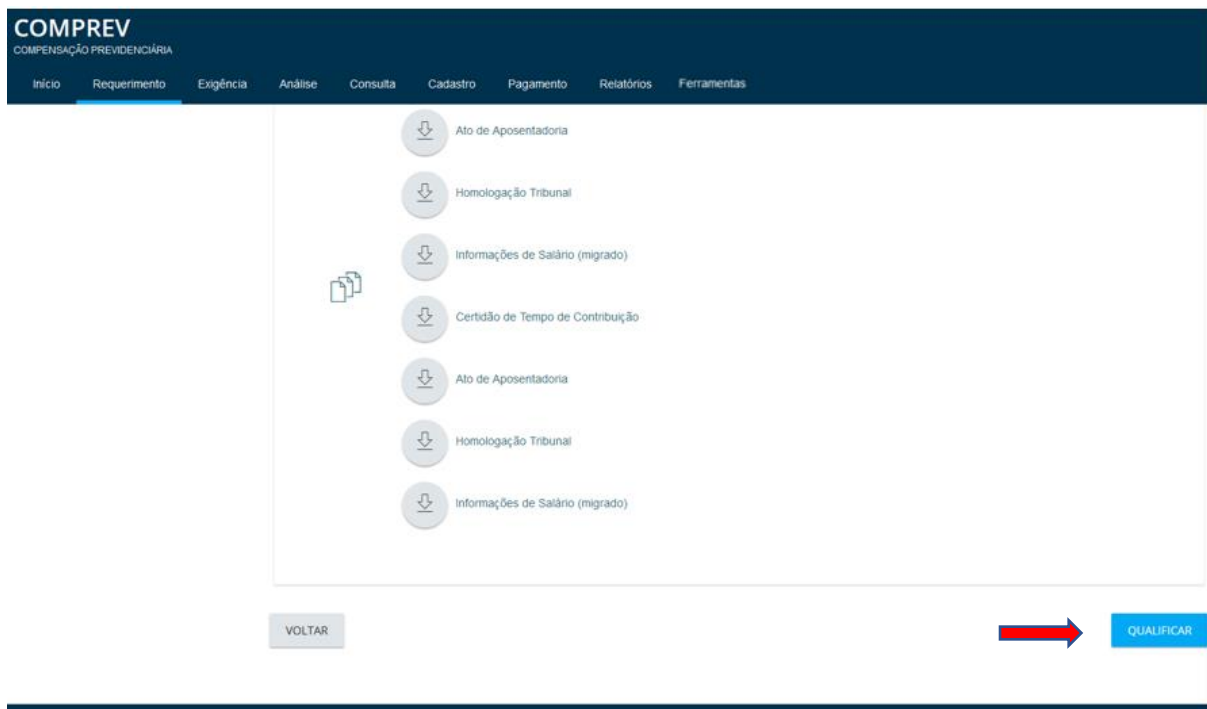 COMPREV
COMPENSAÇÃO PREVIDENCIÁRIA
Início Requerimento Exigência Análise Consulta Cadastro Pagamento Relatórios Ferramentas
Ato de Aposentadoria
Homologação Tribunal
Informações de Salário (migrado)
Certidão de Tempo de Contribuição
Ato de Aposentadoria
Homologação Tribunal
Informações de Salário (migrado)
VOLTAR QUALIFICAR